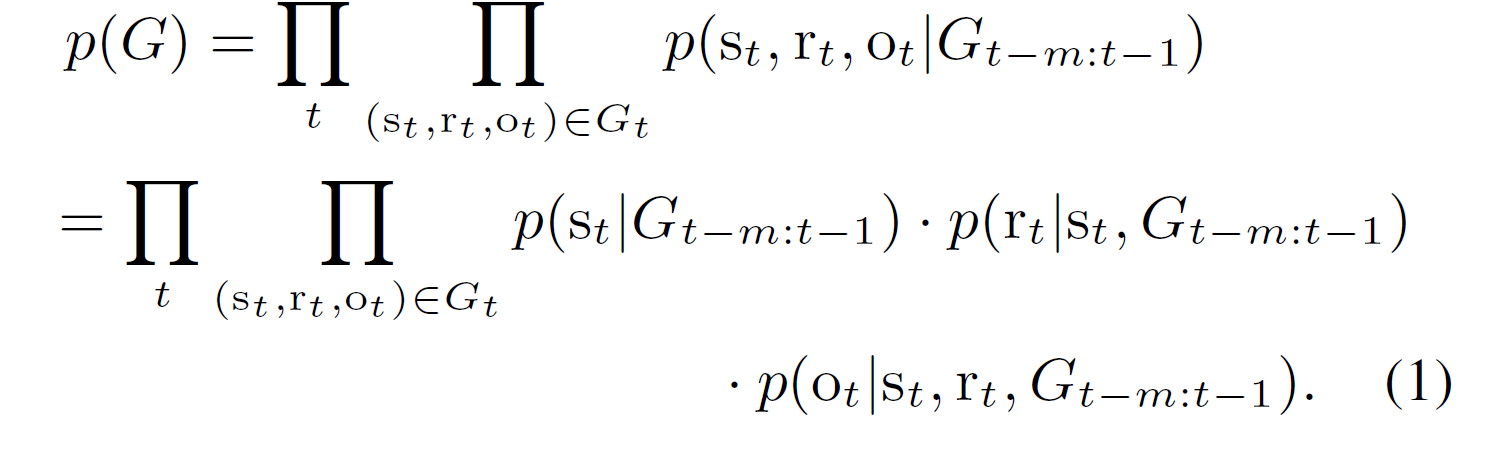 p(G) = ∏_t ∏_{(s_t,r_t,o_t)∈G_t} p(s_t, r_t, o_t|G_{t−m:t−1})
= ∏_t ∏_{(s_t,r_t,o_t)∈G_t} p(s_t|G_{t−m:t−1}) · p(r_t|s_t, G_{t−m:t−1})
· p(o_t|s_t, r_t, G_{t−m:t−1}). (1)